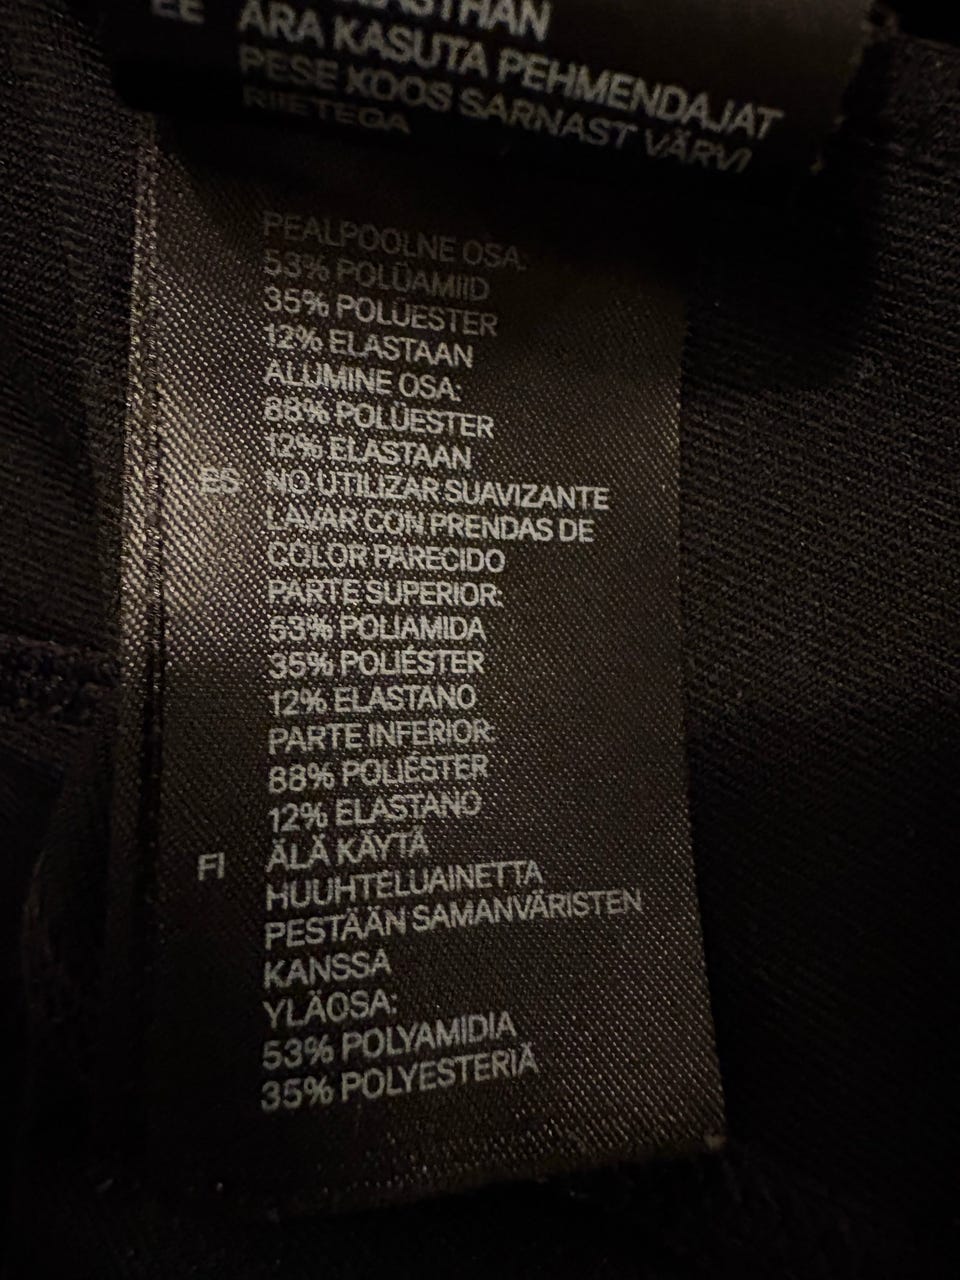 EE
ÄRA KASUTA PEHMENDAJAT
PESE KOOS SARNAST VÄRVI
RIIETEGA
PEALPOOLNE OSA:
53% POLÜAMIID
35% POLÜESTER
12% ELASTAAN
ALUMINE OSA:
88% POLÜESTER
12% ELASTAAN
ES NO UTILIZAR SUAVIZANTE
LAVAR CON PRENDAS DE
COLOR PARECIDO
PARTE SUPERIOR:
53% POLIAMIDA
35% POLIÉSTER
12% ELASTANO
PARTE INFERIOR:
88% POLIÉSTER
12% ELASTANO
FI ÄLÄ KÄYTÄ
HUUHTELUAINETTA
PESTÄÄN SAMANVÄRISTEN
KANSSA
YLÄOSA:
53% POLYAMIDIA
35% POLYESTERIÄ